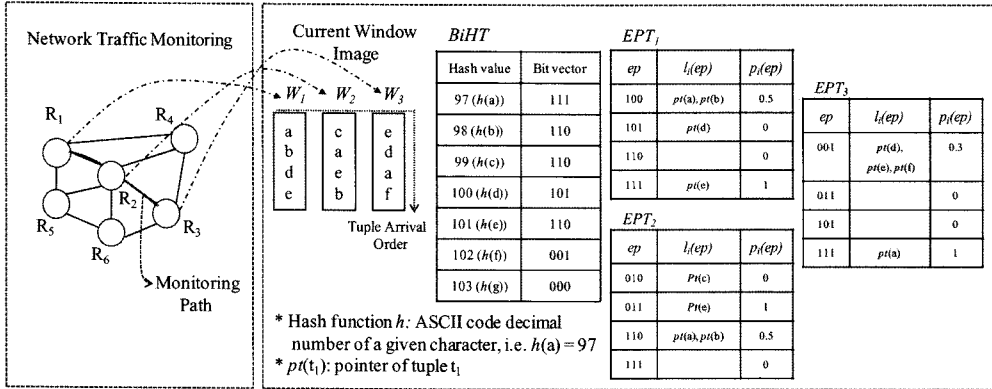 Network Traffic Monitoring
R1
R4
R2
R5
R3
R6
Monitoring
Path
Current Window
Image
W1 W2 W3
a c e
b a d
d e a
e b f
Tuple Arrival
Order
BiHT
Hash value Bit vector
97 (h(a)) 111
98 (h(b)) 110
99 (h(c)) 110
100 (h(d)) 101
101 (h(e)) 110
102 (h(f)) 001
103 (h(g)) 000
* Hash function h: ASCII code decimal
number of a given character, i.e. h(a) = 97
* pt(t1): pointer of tuple t1
EPT1
ep li(ep) pi(ep)
100 pt(a), pt(b) 0.5
101 pt(d) 0
110 0
111 pt(e) 1
EPT2
ep li(ep) pi(ep)
010 Pt(c) 0
011 Pt(e) 1
110 pt(a), pt(b) 0.5
111 0
EPT3
ep li(ep) pi(ep)
001 pt(d), 0.3
pt(e), pt(f)
011 0
101 0
111 pt(a) 1